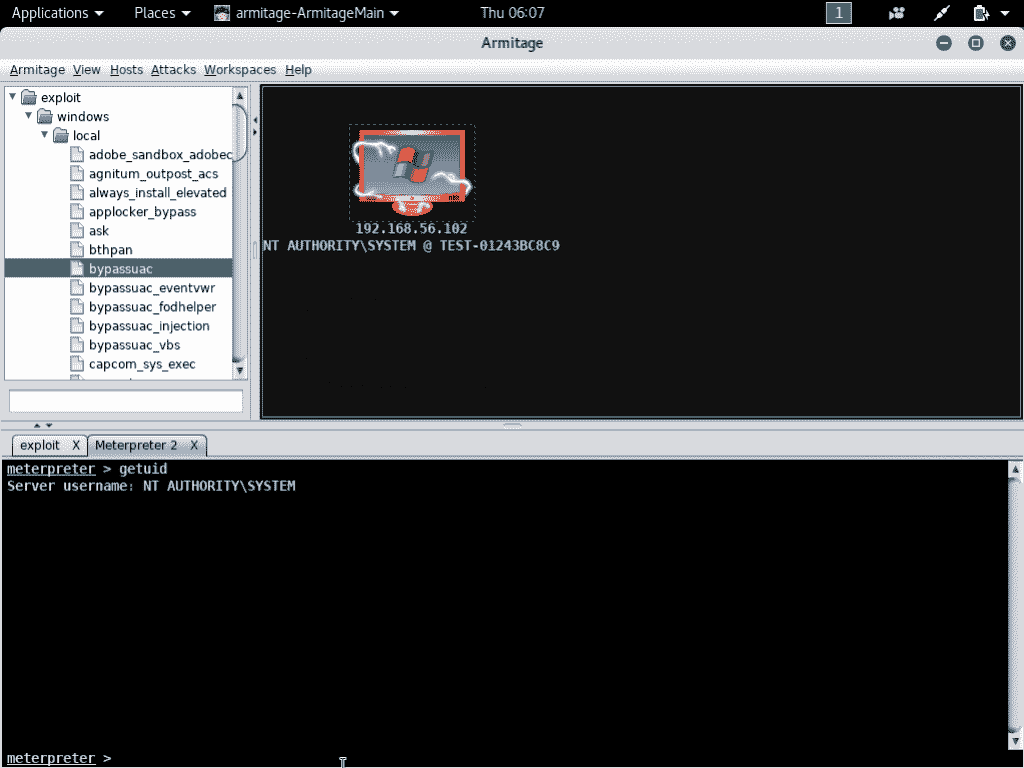 Applications Places armitage-ArmitageMain Thu 06:07 1
Armitage
Armitage View Hosts Attacks Workspaces Help
exploit
windows
local
adobe_sandbox_adobec
agnitum_outpost_acs
always_install_elevated
applocker_bypass
ask
bthpan
bypassuac
bypassuac_eventvwr
bypassuac_fodhelper
bypassuac_injection
bypassuac_vbs
capcom_sys_exec
192.168.56.102
NT AUTHORITY\SYSTEM @ TEST-01243BC8C9
exploit X Meterpreter 2 X
meterpreter > getuid
Server username: NT AUTHORITY\SYSTEM
meterpreter >